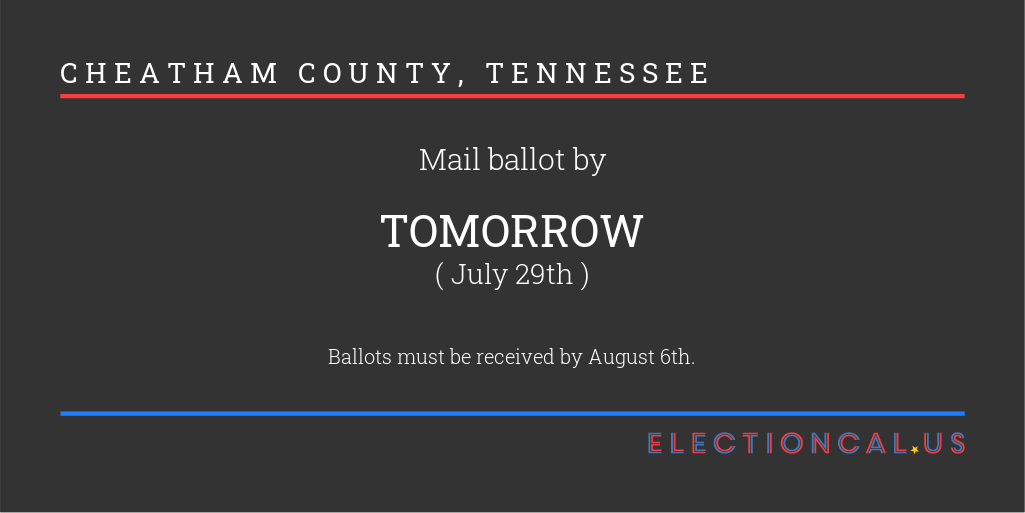 CHEATHAM COUNTY, TENNESSEE
Mail ballot by
TOMORROW
( July 29th )
Ballots must be received by August 6th.
ELECTIONCAL.US